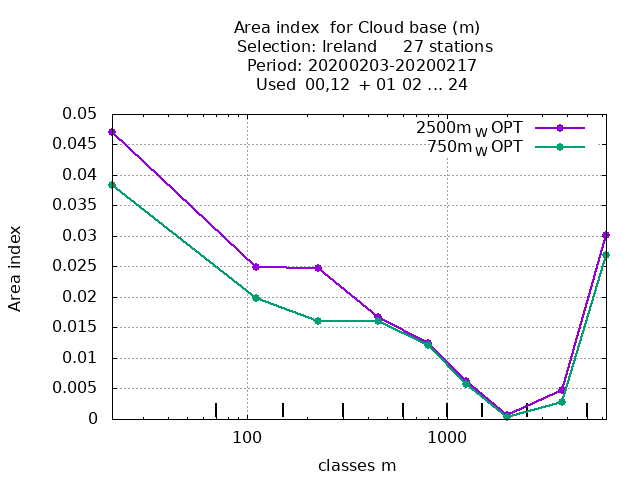 Area index  for Cloud base (m)
Selection: Ireland     27 stations
Period: 20200203-20200217
Used  00,12  + 01 02 ... 24
2500m W OPT
750m W OPT
0.05
0.045
0.04
0.035
0.03
0.025
0.02
0.015
0.01
0.005
0
Area index
100 1000
classes m